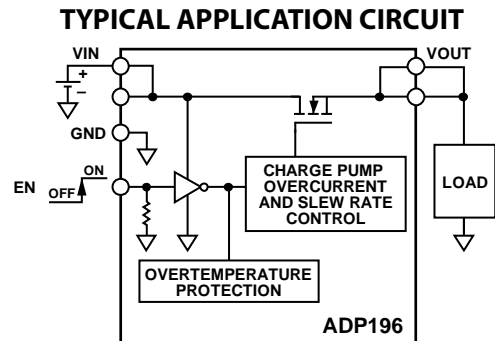 TYPICAL APPLICATION CIRCUIT
VIN
VOUT
+
–
GND
EN
OFF
ON
CHARGE PUMP
OVERCURRENT
AND SLEW RATE
CONTROL
LOAD
OVERTEMPERATURE
PROTECTION
ADP196